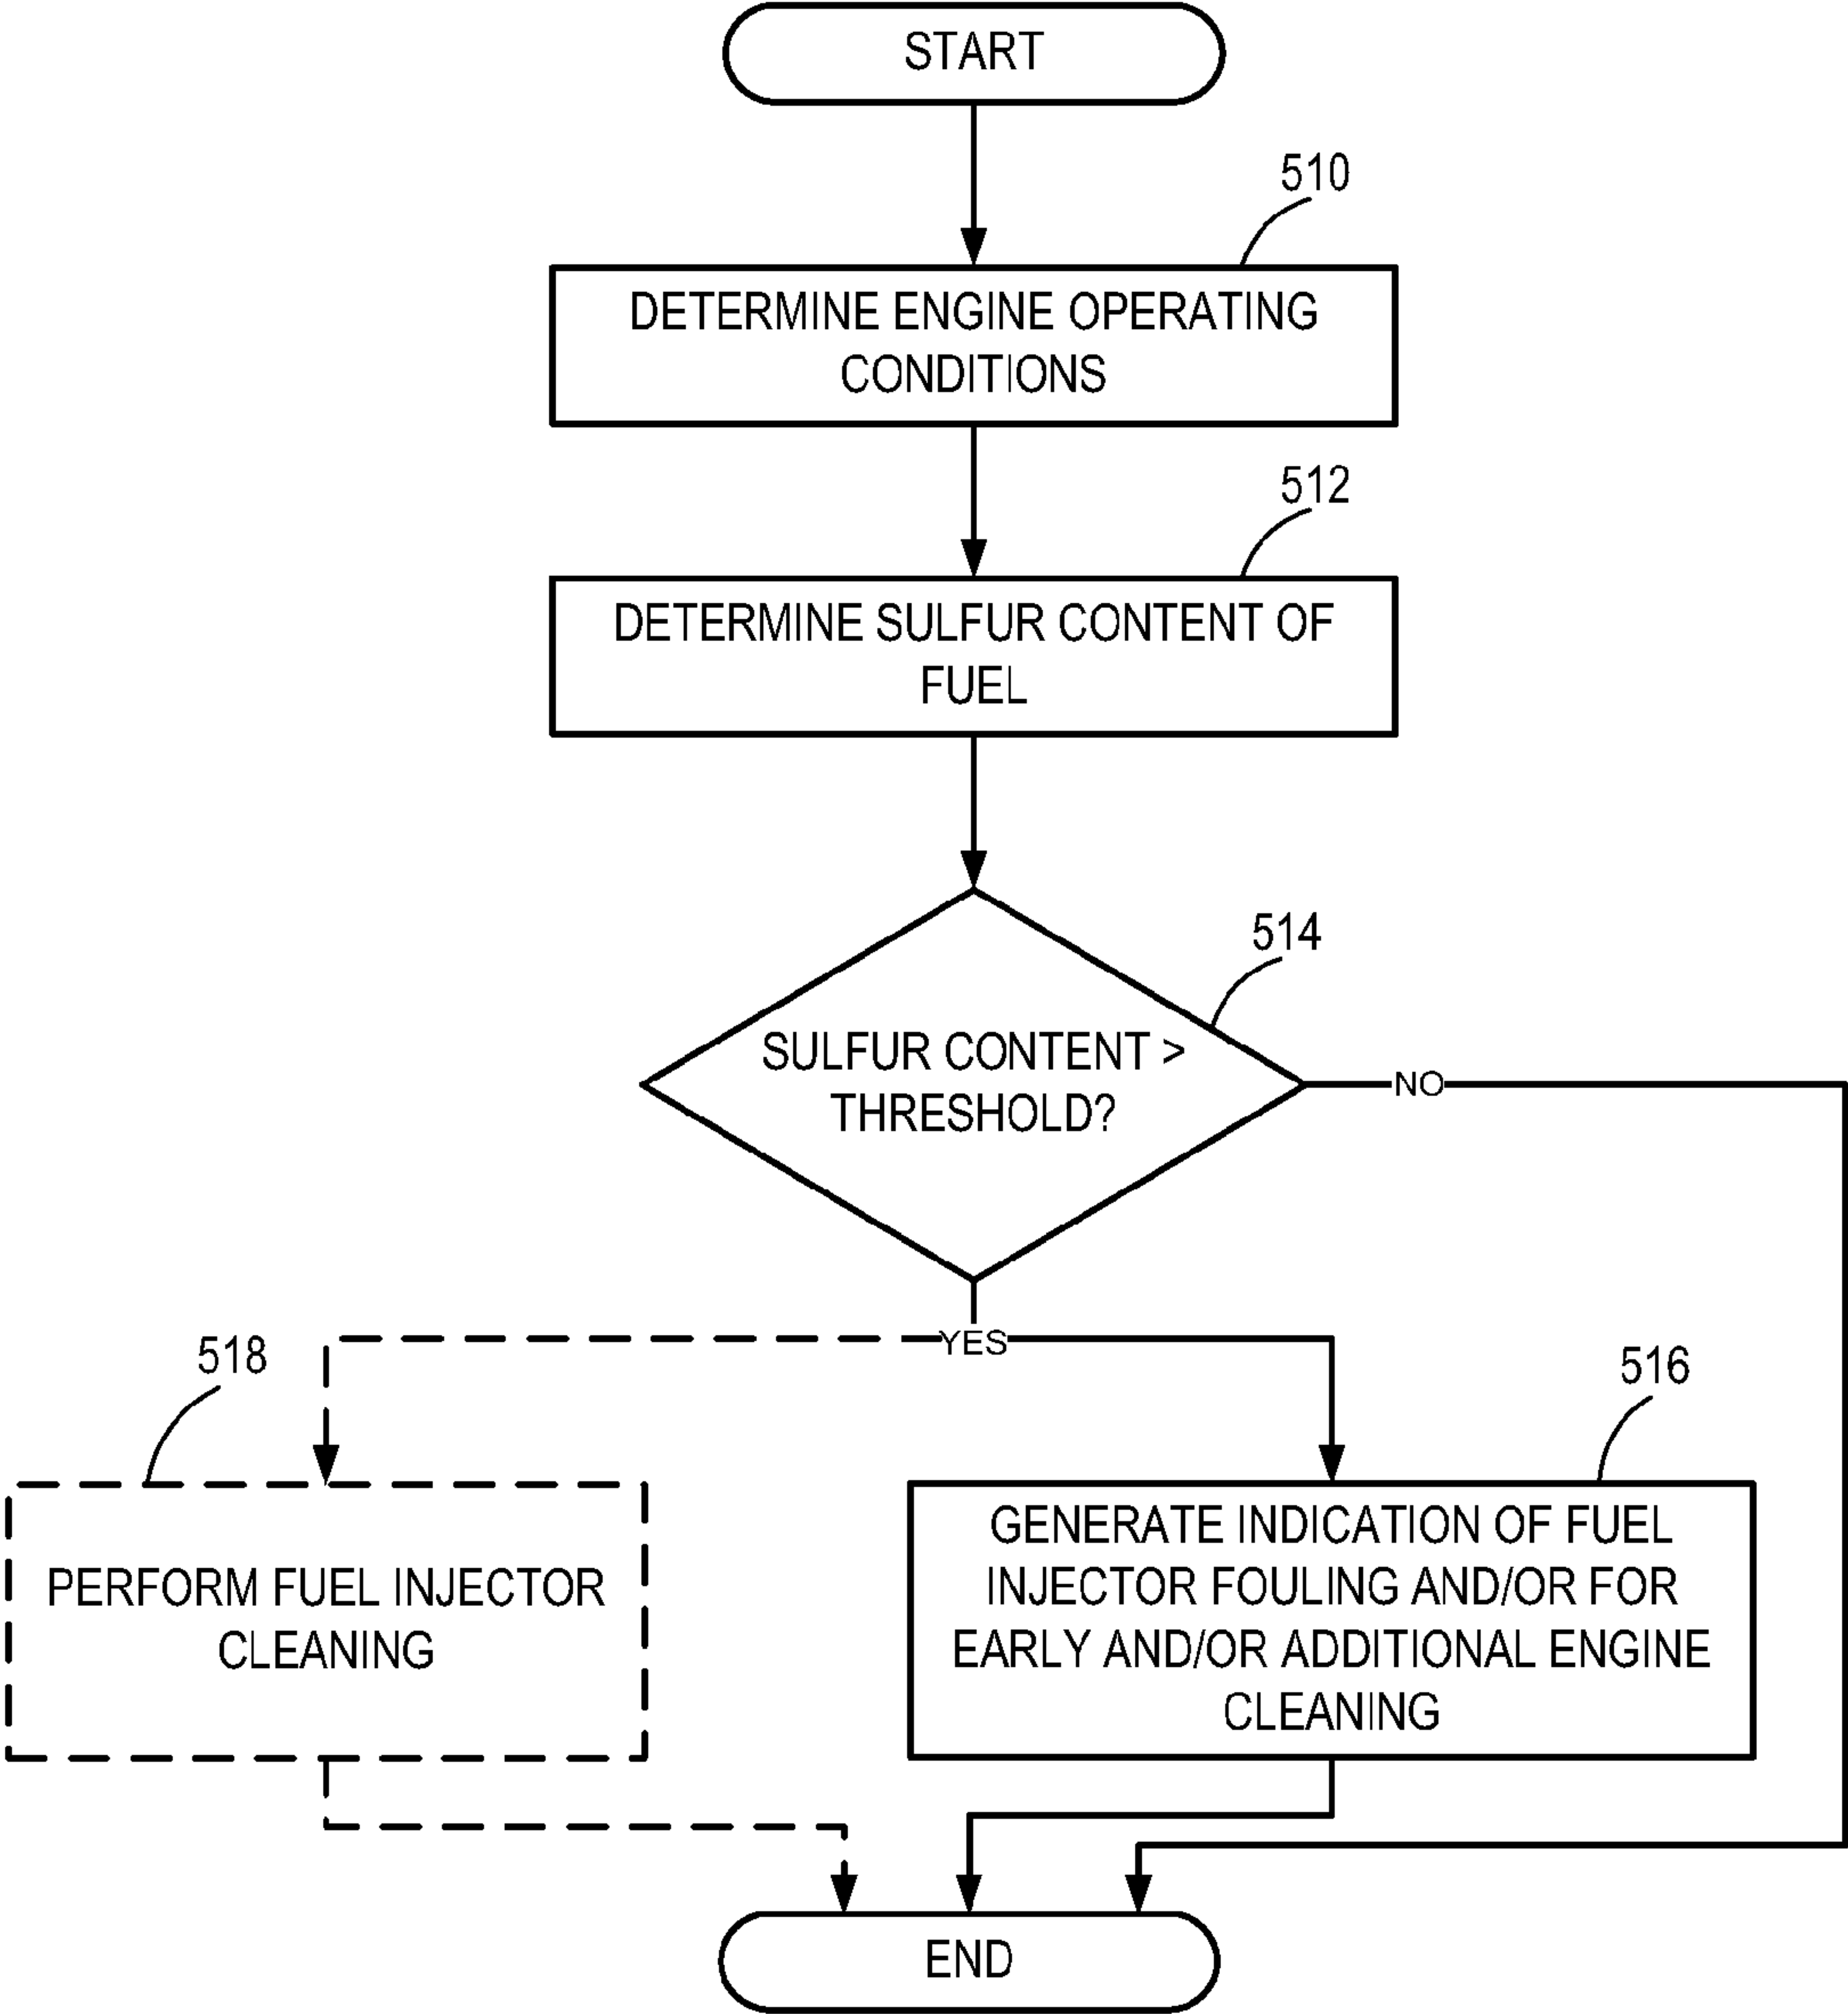 START
510
DETERMINE ENGINE OPERATING
CONDITIONS
512
DETERMINE SULFUR CONTENT OF
FUEL
514
SULFUR CONTENT >
THRESHOLD?
NO
YES
518
PERFORM FUEL INJECTOR
CLEANING
516
GENERATE INDICATION OF FUEL
INJECTOR FOULING AND/OR FOR
EARLY AND/OR ADDITIONAL ENGINE
CLEANING
END